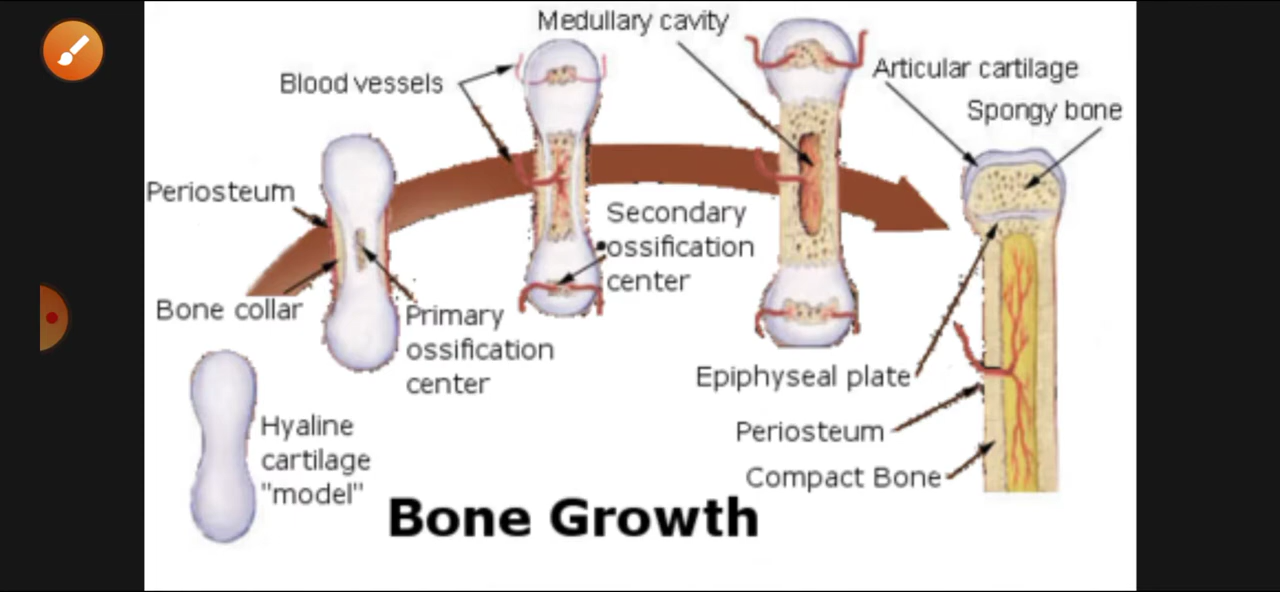 Medullary cavity
Blood vessels
Articular cartilage
Spongy bone
Periosteum
Secondary
ossification
center
Bone collar
Primary
ossification
center
Epiphyseal plate
Hyaline
cartilage
"model"
Periosteum
Compact Bone
Bone Growth